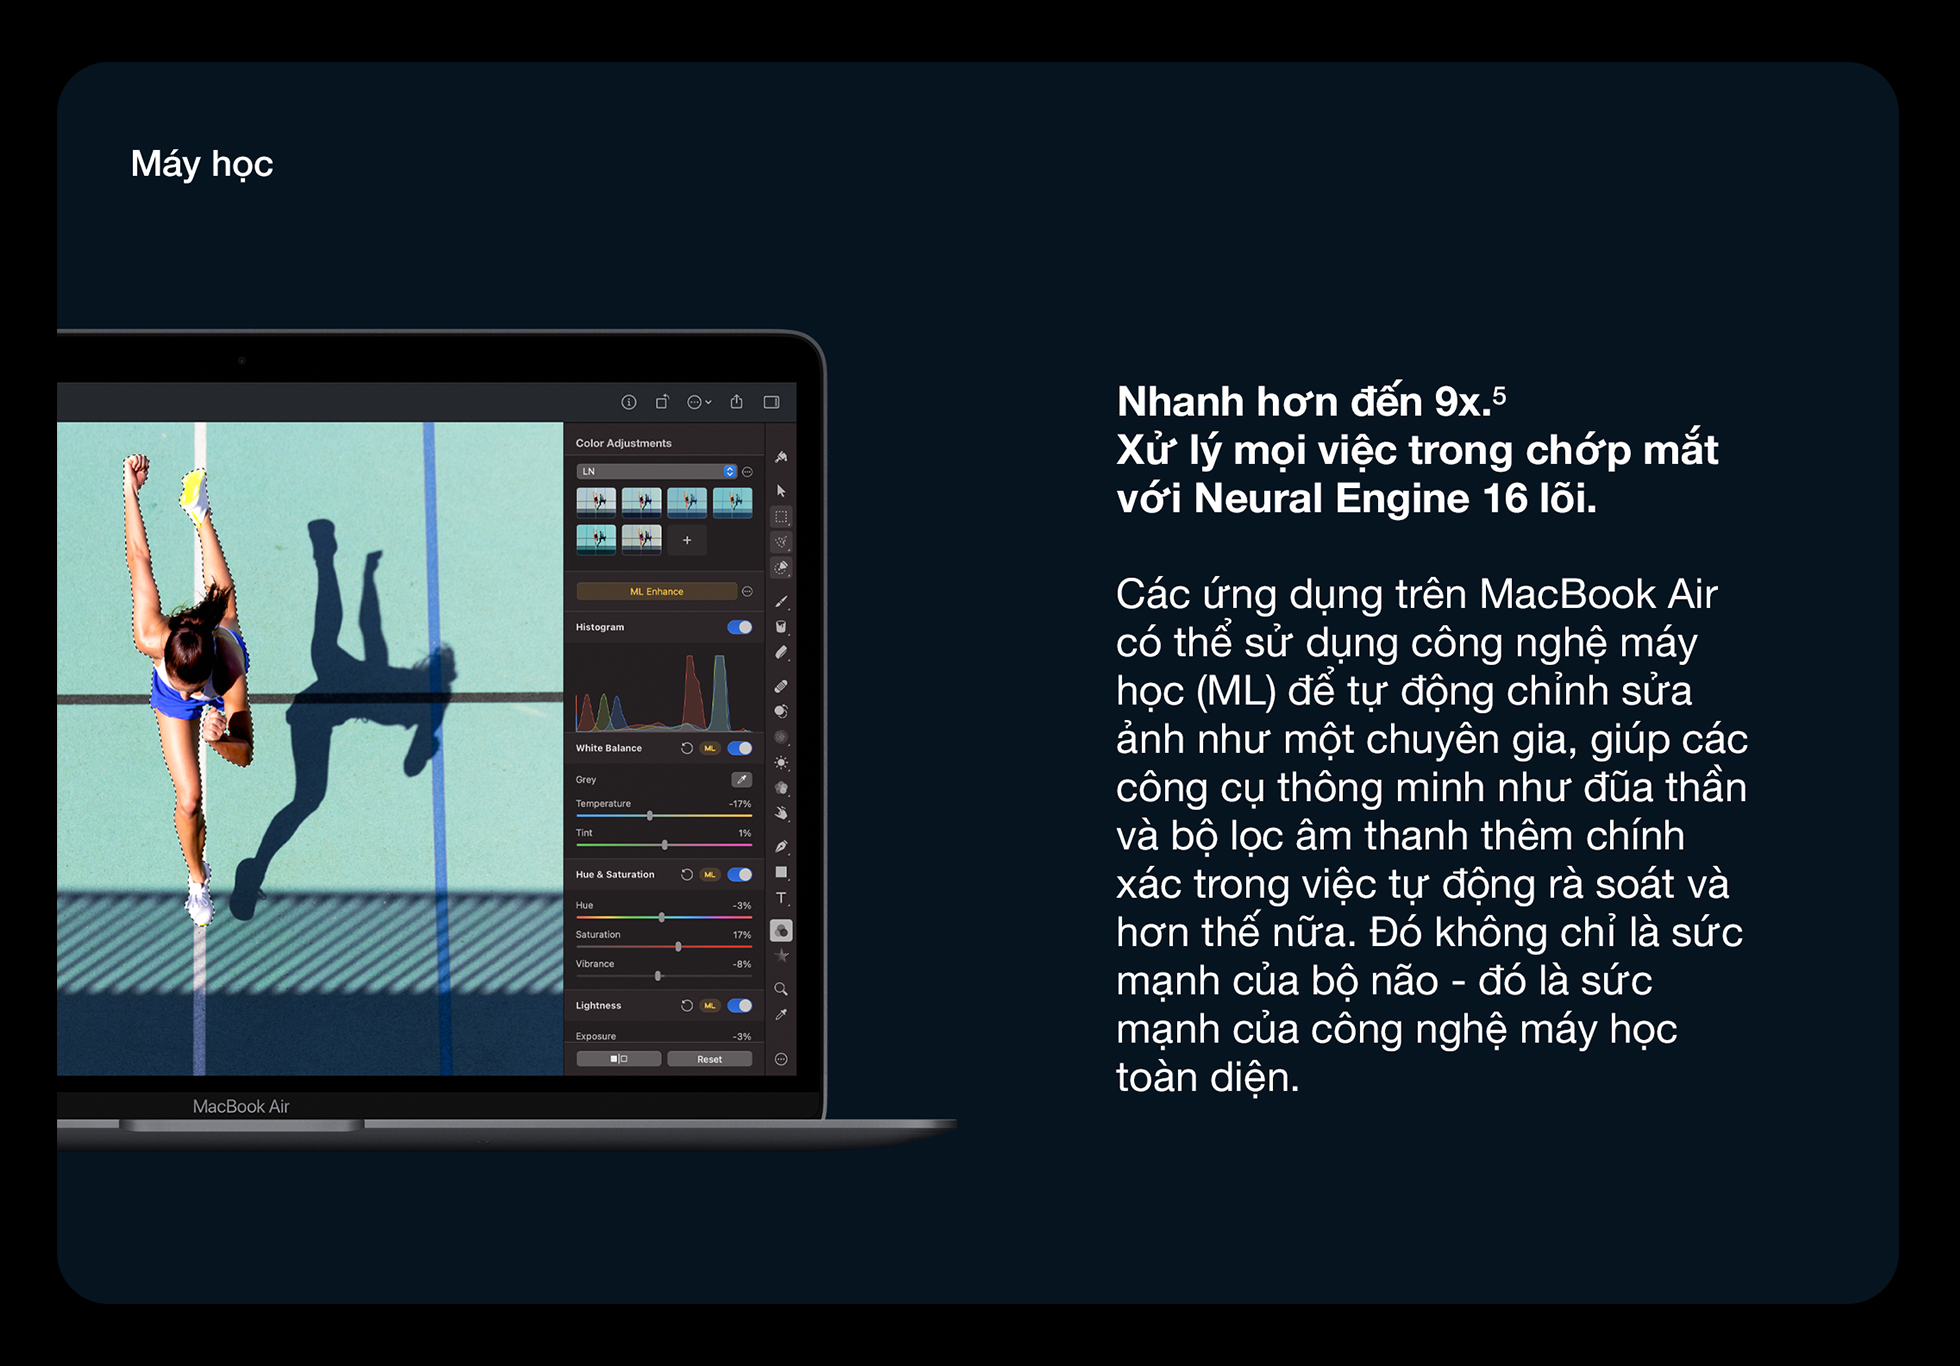 Máy học
Nhanh hơn đến 9x.⁵
Xử lý mọi việc trong chớp mắt
với Neural Engine 16 lõi.
Các ứng dụng trên MacBook Air
có thể sử dụng công nghệ máy
học (ML) để tự động chỉnh sửa
ảnh như một chuyên gia, giúp các
công cụ thông minh như đũa thần
và bộ lọc âm thanh thêm chính
xác trong việc tự động rà soát và
hơn thế nữa. Đó không chỉ là sức
mạnh của bộ não - đó là sức
mạnh của công nghệ máy học
toàn diện.
Color Adjustments
LN
ML Enhance
Histogram
White Balance ML
Grey
Temperature -17%
Tint 1%
Hue & Saturation ML
Hue -3%
Saturation 17%
Vibrance -8%
Lightness ML
Exposure -3%
Reset
MacBook Air